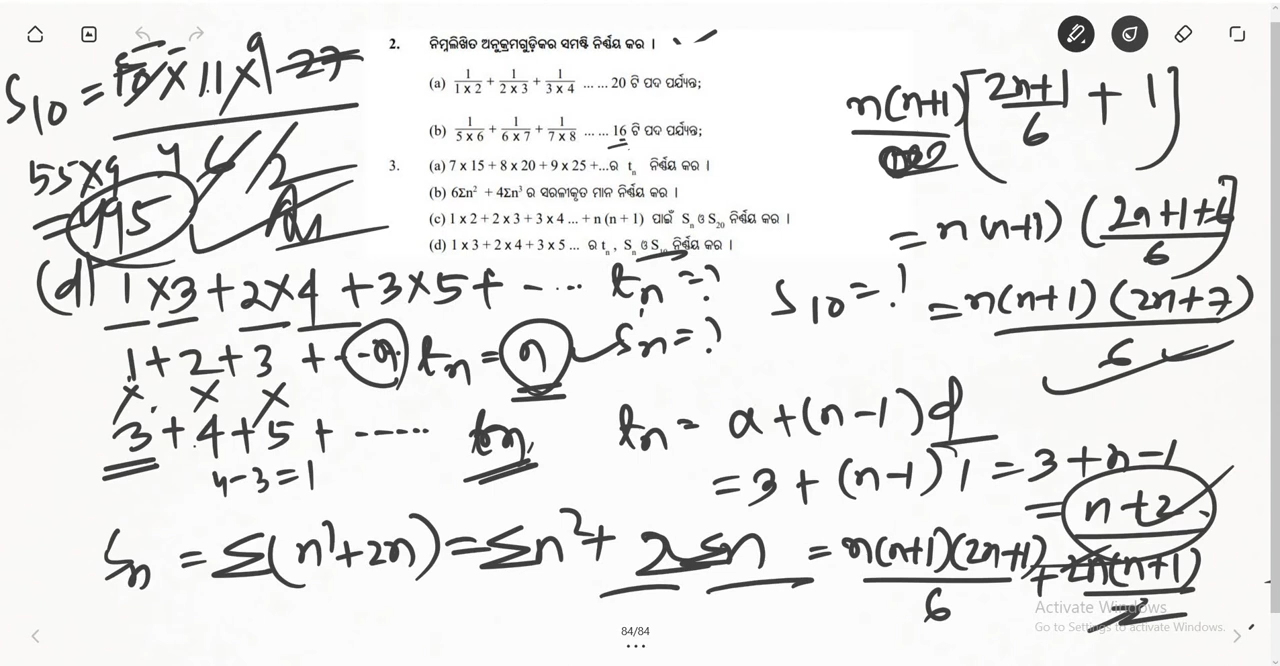 2. ନିମ୍ନଲିଖିତ ଅନୁକ୍ରମଗୁଡ଼ିକର ସମଷ୍ଟି ନିର୍ଣ୍ଣୟ କର ।
(a) 1/(1 x 2) + 1/(2 x 3) + 1/(3 x 4) ... ... 20 ଟି ପଦ ପର୍ଯ୍ୟନ୍ତ;
(b) 1/(5 x 6) + 1/(6 x 7) + 1/(7 x 8) ... ... 16 ଟି ପଦ ପର୍ଯ୍ୟନ୍ତ;
3. (a) 7 x 15 + 8 x 20 + 9 x 25 +...ର tₙ ନିର୍ଣ୍ଣୟ କର ।
(b) 6Σn² + 4Σn³ ର ସରଳୀକୃତ ମାନ ନିର୍ଣ୍ଣୟ କର ।
(c) 1 x 2 + 2 x 3 + 3 x 4 ... + n (n + 1) ପାଇଁ Sₙ ଓ S₂₀ ନିର୍ଣ୍ଣୟ କର ।
(d) 1 x 3 + 2 x 4 + 3 x 5 ... ର tₙ, Sₙ ଓ S₁₀ ନିର୍ଣ୍ଣୟ କର ।
S₁₀ =
55×9
= 495
(d) 1×3 + 2×4 + 3×5 + - ... tₙ = ? S₁₀ = ?
1 + 2 + 3 + - - n tₙ = n Sₙ = ?
× × ×
3 + 4 + 5 + ----- tₙ
4-3 = 1
tₙ = a + (n-1) d
= 3 + (n-1) 1 = 3 + n - 1
= n + 2
Sₙ = Σ(n² + 2n) = Σn² + 2Σn = n(n+1)(2n+1)/6 + 2n(n+1)/2
n(n+1) [(2n+1)/6 + 1]
= n(n+1) ((2n+1+6)/6)
= n(n+1)(2n+7)/6
84/84
Activate Windows
Go to Settings to activate Windows.